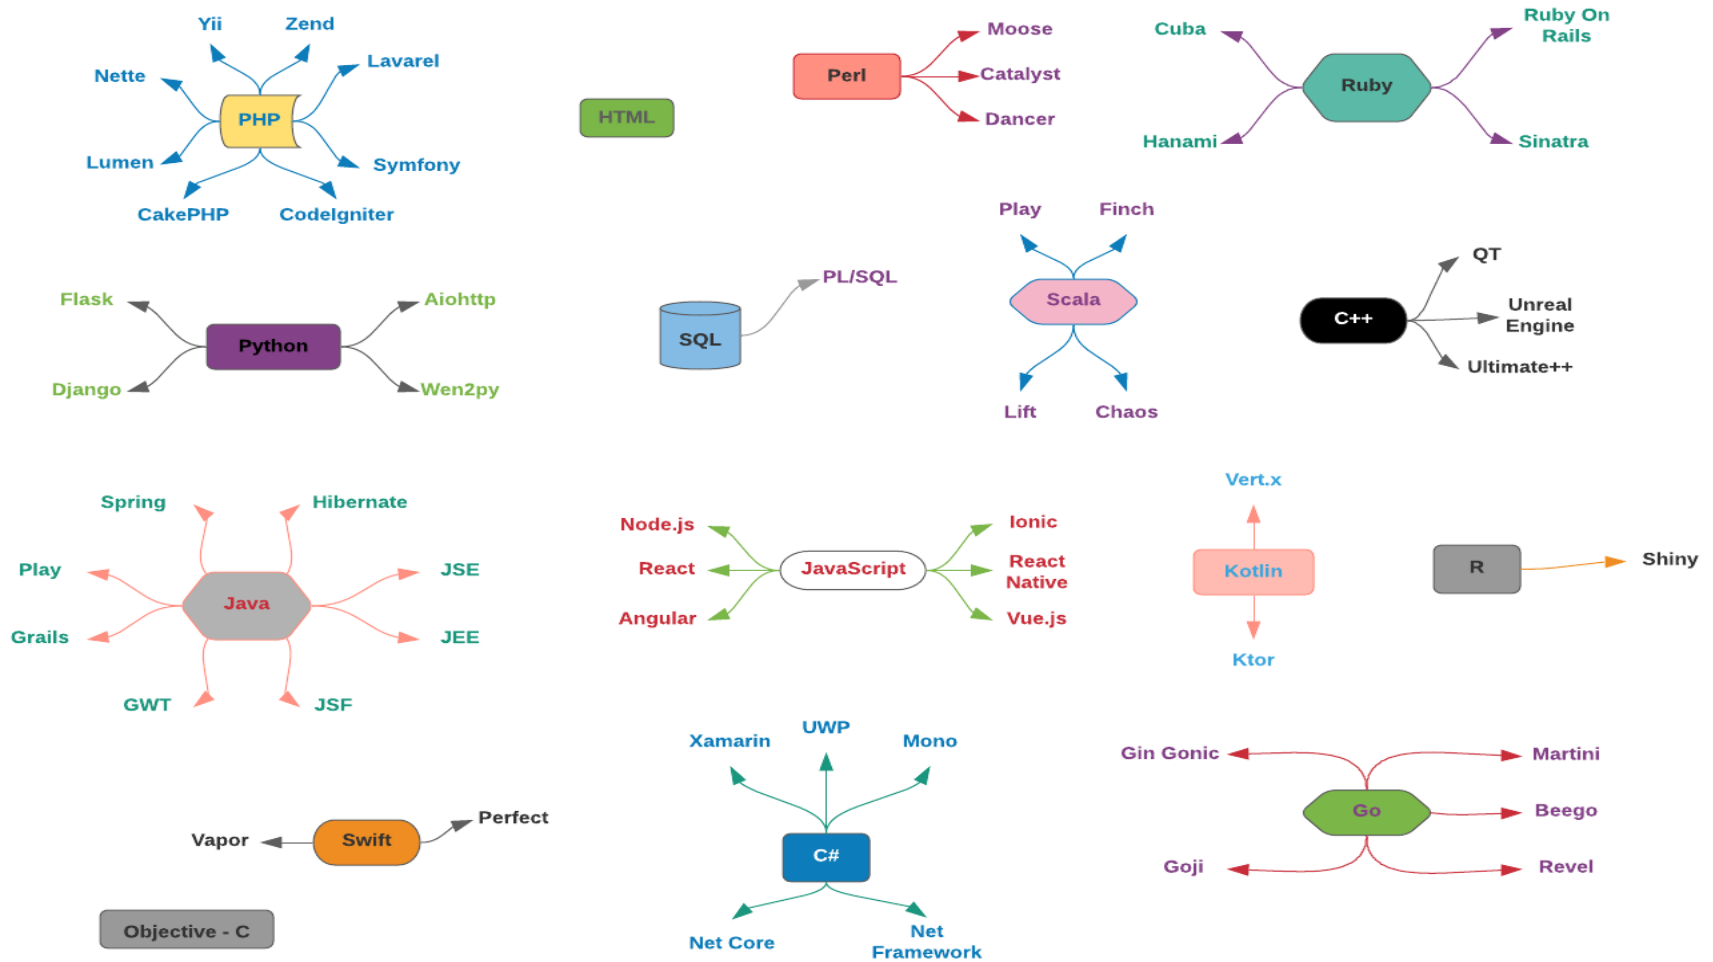 Yii
Zend
Nette
Lavarel
PHP
Lumen
Symfony
CakePHP
CodeIgniter
HTML
Perl
Moose
Catalyst
Dancer
Cuba
Ruby On
Rails
Ruby
Hanami
Sinatra
Flask
Aiohttp
Python
Django
Wen2py
PL/SQL
SQL
Play
Finch
Scala
Lift
Chaos
QT
C++
Unreal
Engine
Ultimate++
Spring
Hibernate
Play
JSE
Java
Grails
JEE
GWT
JSF
Node.js
Ionic
React
JavaScript
React
Native
Angular
Vue.js
Vert.x
Kotlin
Ktor
R
Shiny
Vapor
Swift
Perfect
Objective - C
Xamarin
UWP
Mono
C#
Net Core
Net
Framework
Gin Gonic
Martini
Go
Beego
Goji
Revel